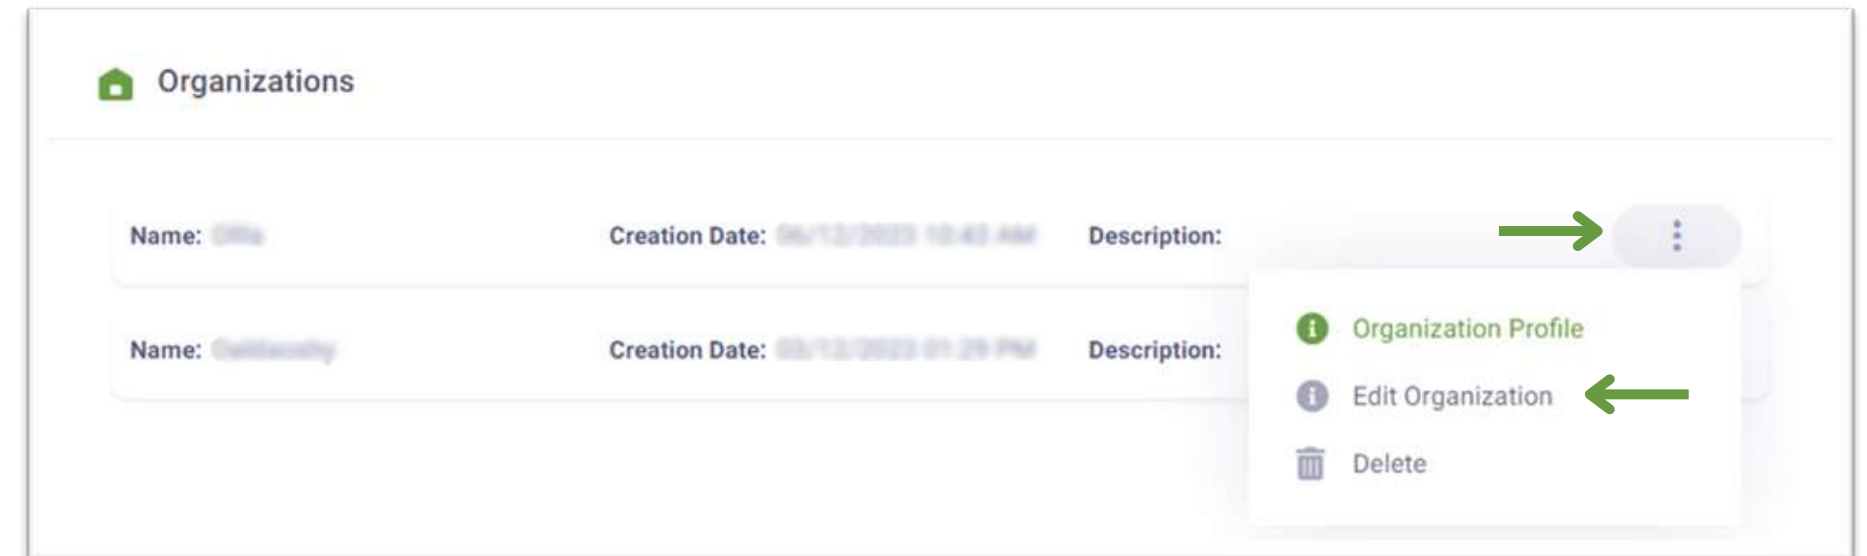 Organizations
Name: Creation Date: Description:
Organization Profile
Name: Creation Date: Description:
Edit Organization
Delete